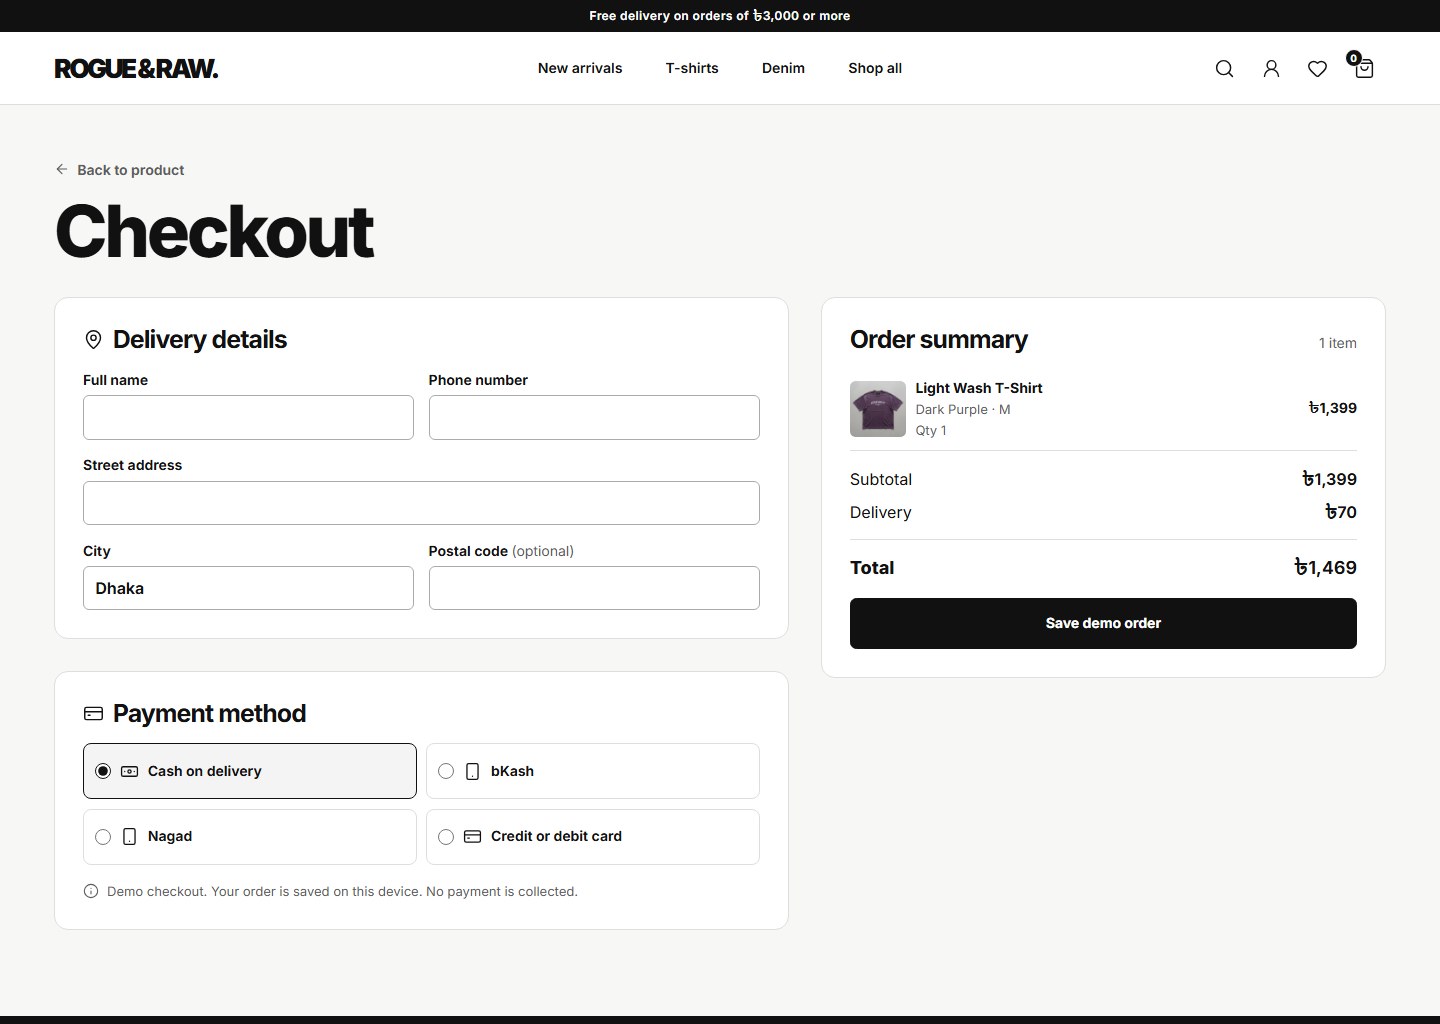 Free delivery on orders of ৳3,000 or more
ROGUE&RAW.
New arrivals
T-shirts
Denim
Shop all
0
Back to product
Checkout
Delivery details
Full name
Phone number
Street address
City
Postal code (optional)
Dhaka
Payment method
Cash on delivery
bKash
Nagad
Credit or debit card
Demo checkout. Your order is saved on this device. No payment is collected.
Order summary
1 item
Light Wash T-Shirt
Dark Purple · M
Qty 1
৳1,399
Subtotal
৳1,399
Delivery
৳70
Total
৳1,469
Save demo order